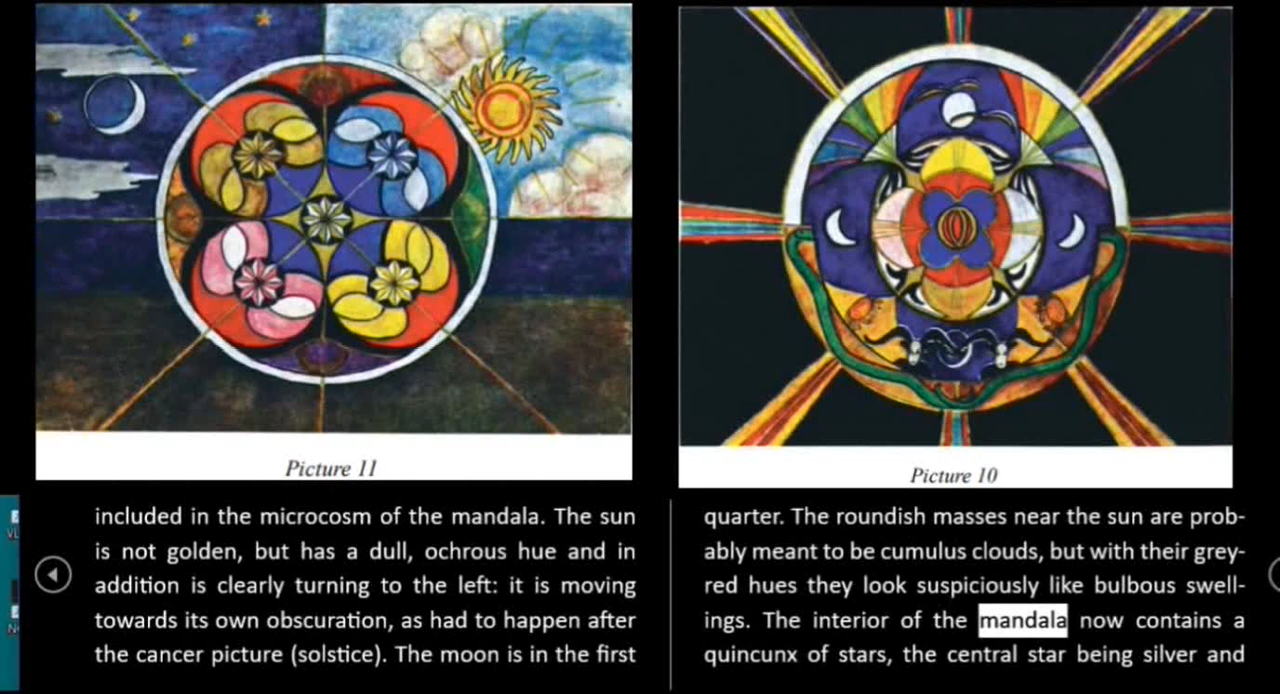 Picture 11
Picture 10
included in the microcosm of the mandala. The sun
is not golden, but has a dull, ochrous hue and in
addition is clearly turning to the left: it is moving
towards its own obscuration, as had to happen after
the cancer picture (solstice). The moon is in the first
quarter. The roundish masses near the sun are prob-
ably meant to be cumulus clouds, but with their grey-
red hues they look suspiciously like bulbous swell-
ings. The interior of the mandala now contains a
quincunx of stars, the central star being silver and